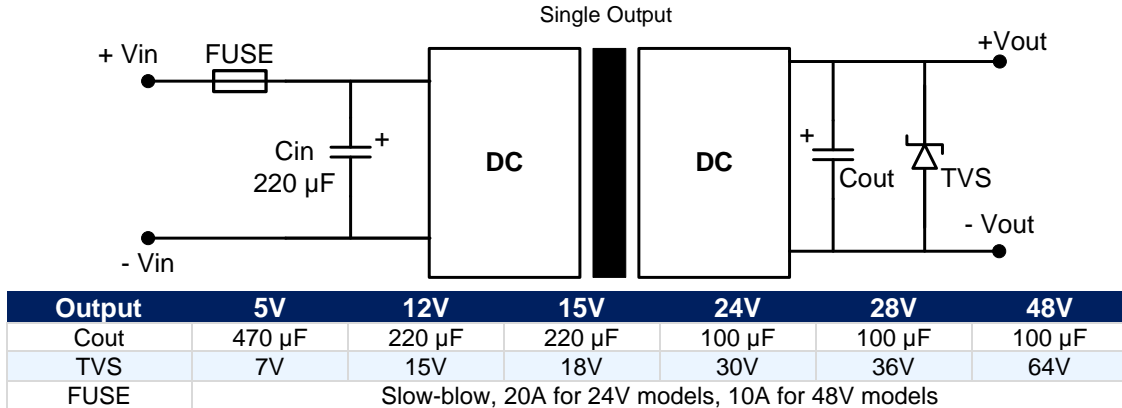 Single Output
+ Vin
FUSE
+Vout
Cin
+
220 µF
DC
DC
+
Cout
TVS
- Vin
- Vout
Output 5V 12V 15V 24V 28V 48V
Cout 470 µF 220 µF 220 µF 100 µF 100 µF 100 µF
TVS 7V 15V 18V 30V 36V 64V
FUSE Slow-blow, 20A for 24V models, 10A for 48V models